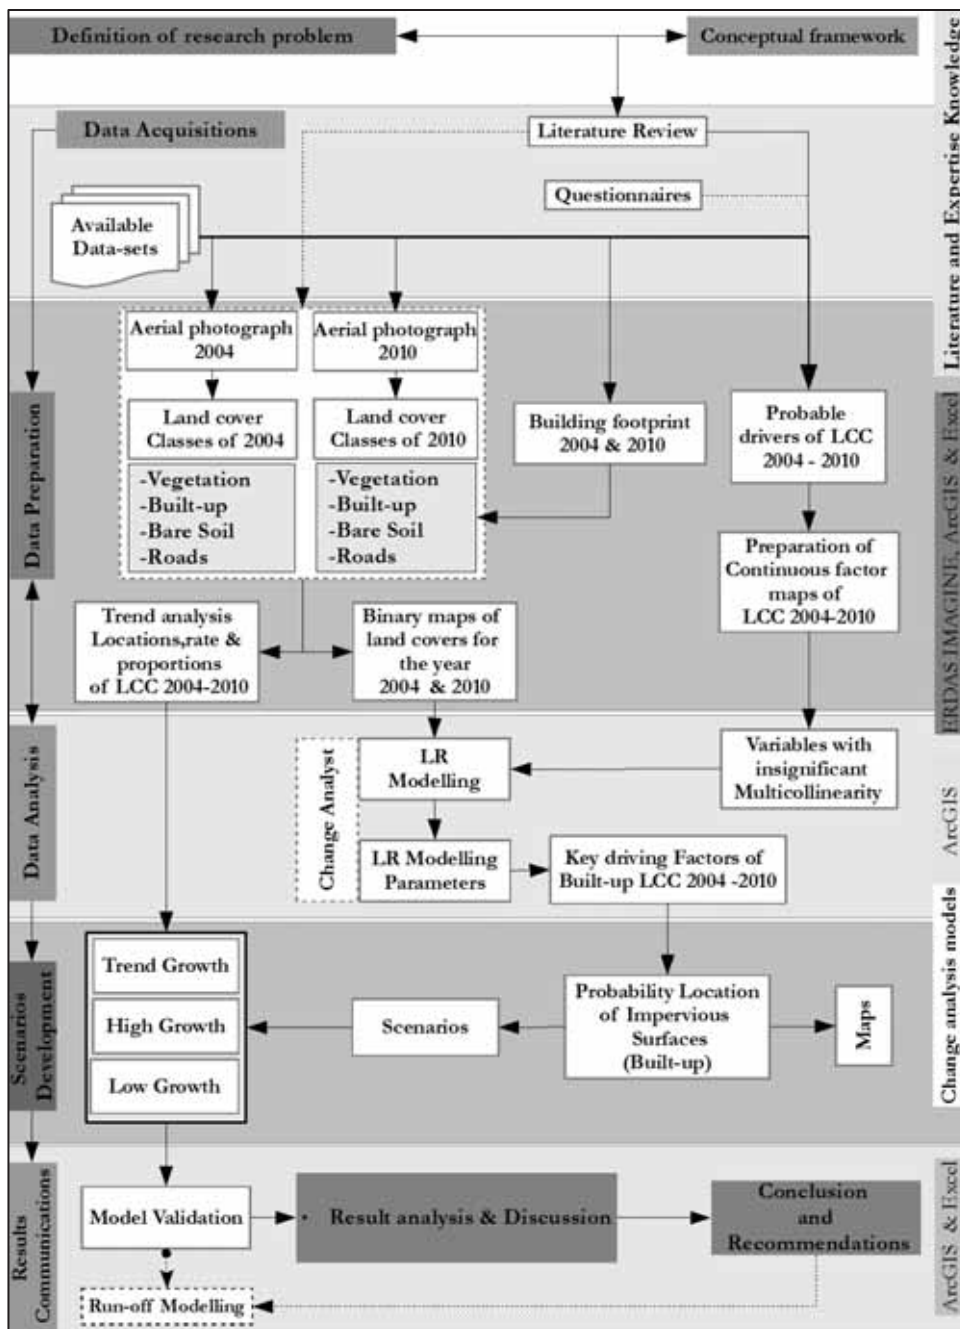 Definition of research problem
Conceptual framework
Literature and Expertise Knowledge
Data Acquisitions
Literature Review
Questionnaires
Available
Data-sets
Aerial photograph
2004
Aerial photograph
2010
Land cover
Classes of 2004
Land cover
Classes of 2010
-Vegetation
-Built-up
-Bare Soil
-Roads
-Vegetation
-Built-up
-Bare Soil
-Roads
Building footprint
2004 & 2010
Probable
drivers of LCC
2004 - 2010
Data Preparation
ERDAS IMAGINE, ArcGIS & Excel
Preparation of
Continuous factor
maps of
LCC 2004-2010
Trend analysis
Locations,rate &
proportions
of LCC 2004-2010
Binary maps of
land covers for
the year
2004 & 2010
Data Analysis
Change Analyst
LR
Modelling
Variables with
insignificant
Multicollinearity
ArcGIS
LR Modelling
Parameters
Key driving Factors of
Built-up LCC 2004 -2010
Scenarios
Development
Trend Growth
High Growth
Low Growth
Scenarios
Probability Location
of Impervious
Surfaces
(Built-up)
Maps
Change analysis models
Results
Communications
Model Validation
· Result analysis & Discussion
Conclusion
and
Recommendations
Run-off Modelling
ArcGIS & Excel